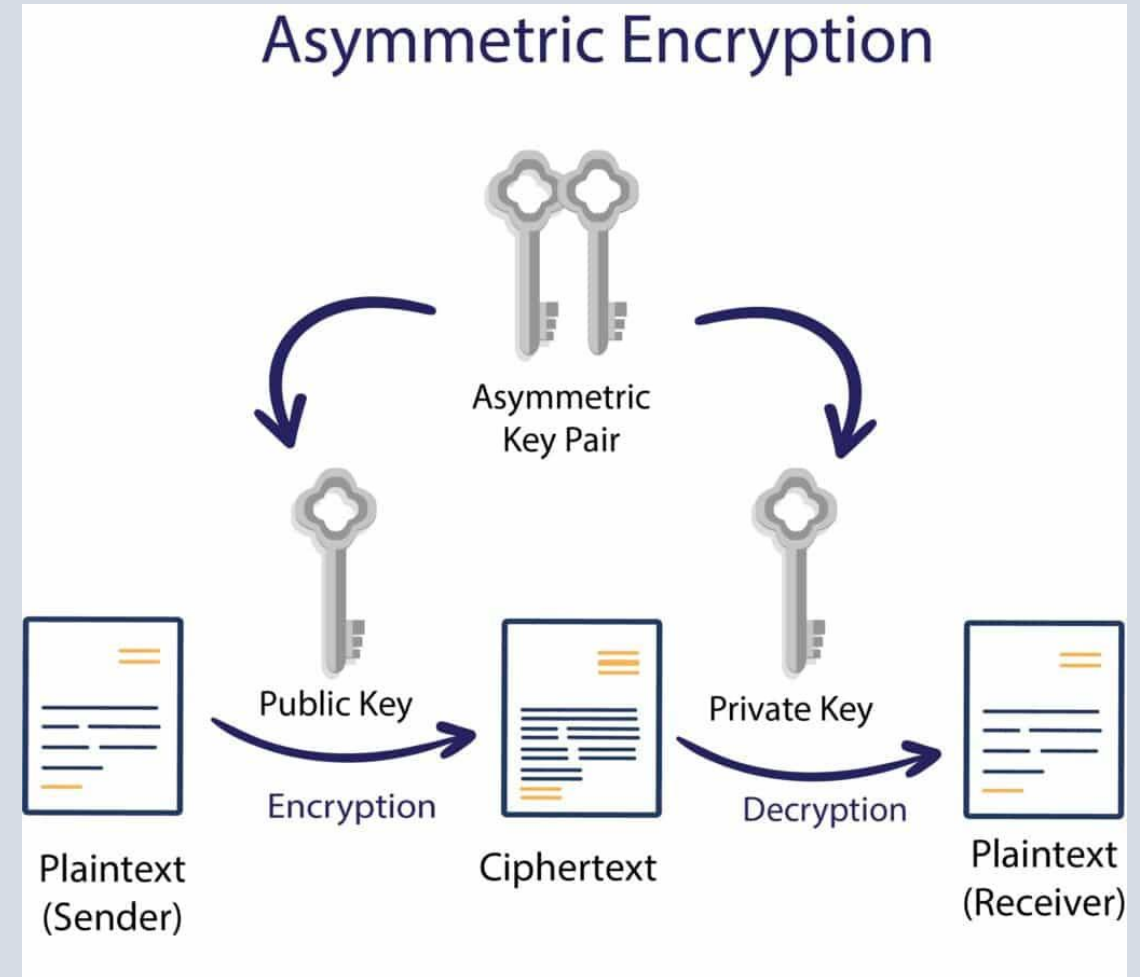 Asymmetric Encryption
Asymmetric
Key Pair
Public Key
Private Key
Encryption
Decryption
Plaintext
(Sender)
Ciphertext
Plaintext
(Receiver)